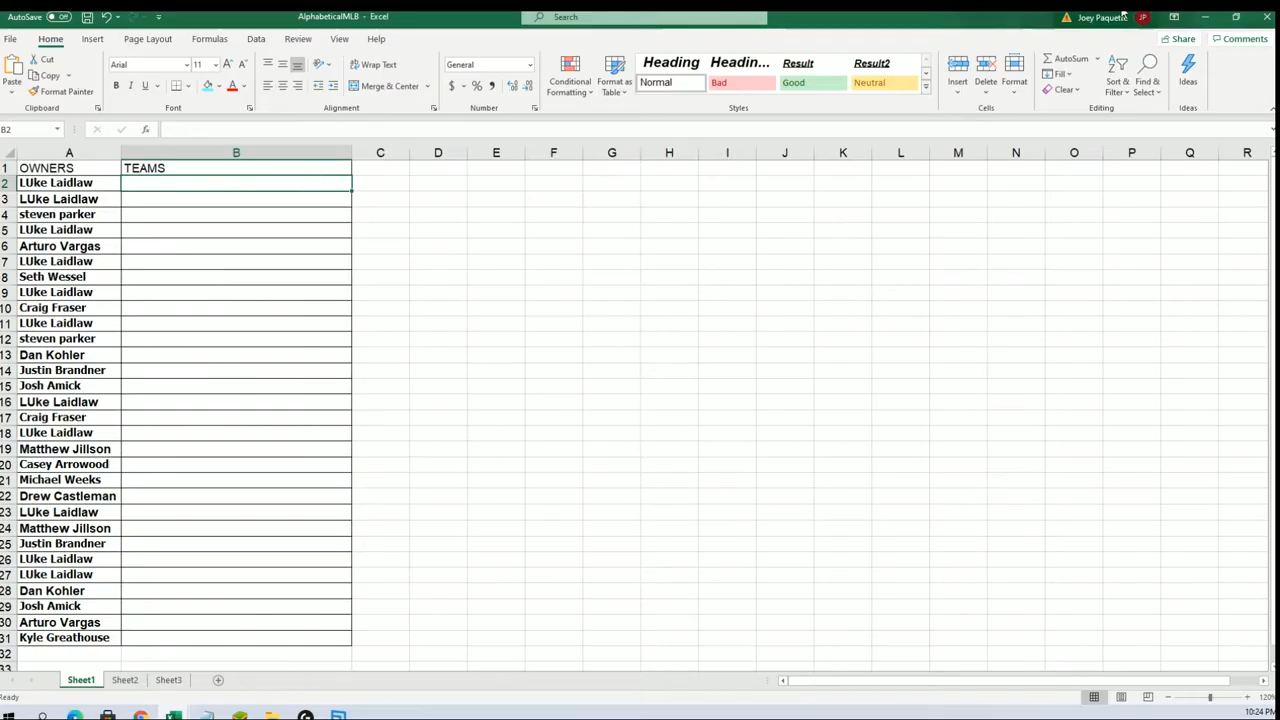 AutoSave Off AlphabeticalMLB - Excel Search Joey Paquette JP
File Home Insert Page Layout Formulas Data Review View Help Share Comments
Paste Cut Copy Format Painter Clipboard
Arial 11 A A B I U A Font
Wrap Text Merge & Center Alignment
General $ % Number
Conditional Formatting Format as Table
Heading Headin... Result Result2
Normal Bad Good Neutral Styles
Insert Delete Format Cells
AutoSum Fill Clear Sort & Filter Find & Select Editing
Ideas Ideas
B2 fx
A B C D E F G H I J K L M N O P Q R
1 OWNERS TEAMS
2 LUke Laidlaw
3 LUke Laidlaw
4 steven parker
5 LUke Laidlaw
6 Arturo Vargas
7 LUke Laidlaw
8 Seth Wessel
9 LUke Laidlaw
10 Craig Fraser
11 LUke Laidlaw
12 steven parker
13 Dan Kohler
14 Justin Brandner
15 Josh Amick
16 LUke Laidlaw
17 Craig Fraser
18 LUke Laidlaw
19 Matthew Jillson
20 Casey Arrowood
21 Michael Weeks
22 Drew Castleman
23 LUke Laidlaw
24 Matthew Jillson
25 Justin Brandner
26 LUke Laidlaw
27 LUke Laidlaw
28 Dan Kohler
29 Josh Amick
30 Arturo Vargas
31 Kyle Greathouse
32
33
Sheet1 Sheet2 Sheet3
Ready 120%
10:24 PM